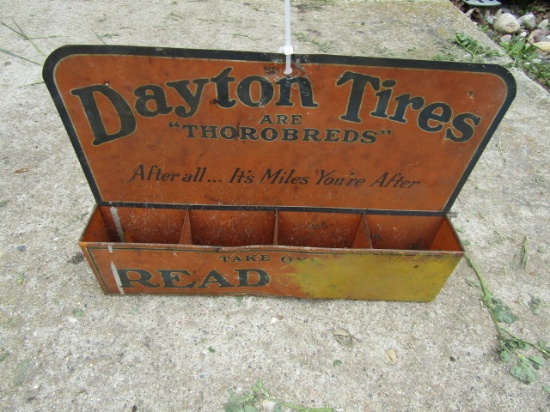 Dayton Tires
ARE
"THOROBREDS"
After all... It's Miles You're After
TAKE ONE
READ